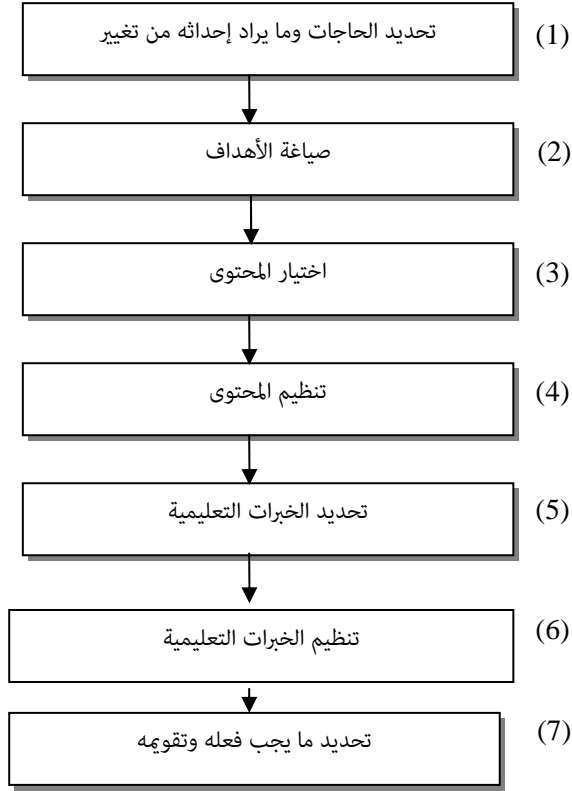 تحديد الحاجات وما يراد إحداثه من تغيير (1)
صياغة الأهداف (2)
اختيار المحتوى (3)
تنظيم المحتوى (4)
تحديد الخبرات التعليمية (5)
تنظيم الخبرات التعليمية (6)
تحديد ما يجب فعله وتقويمه (7)